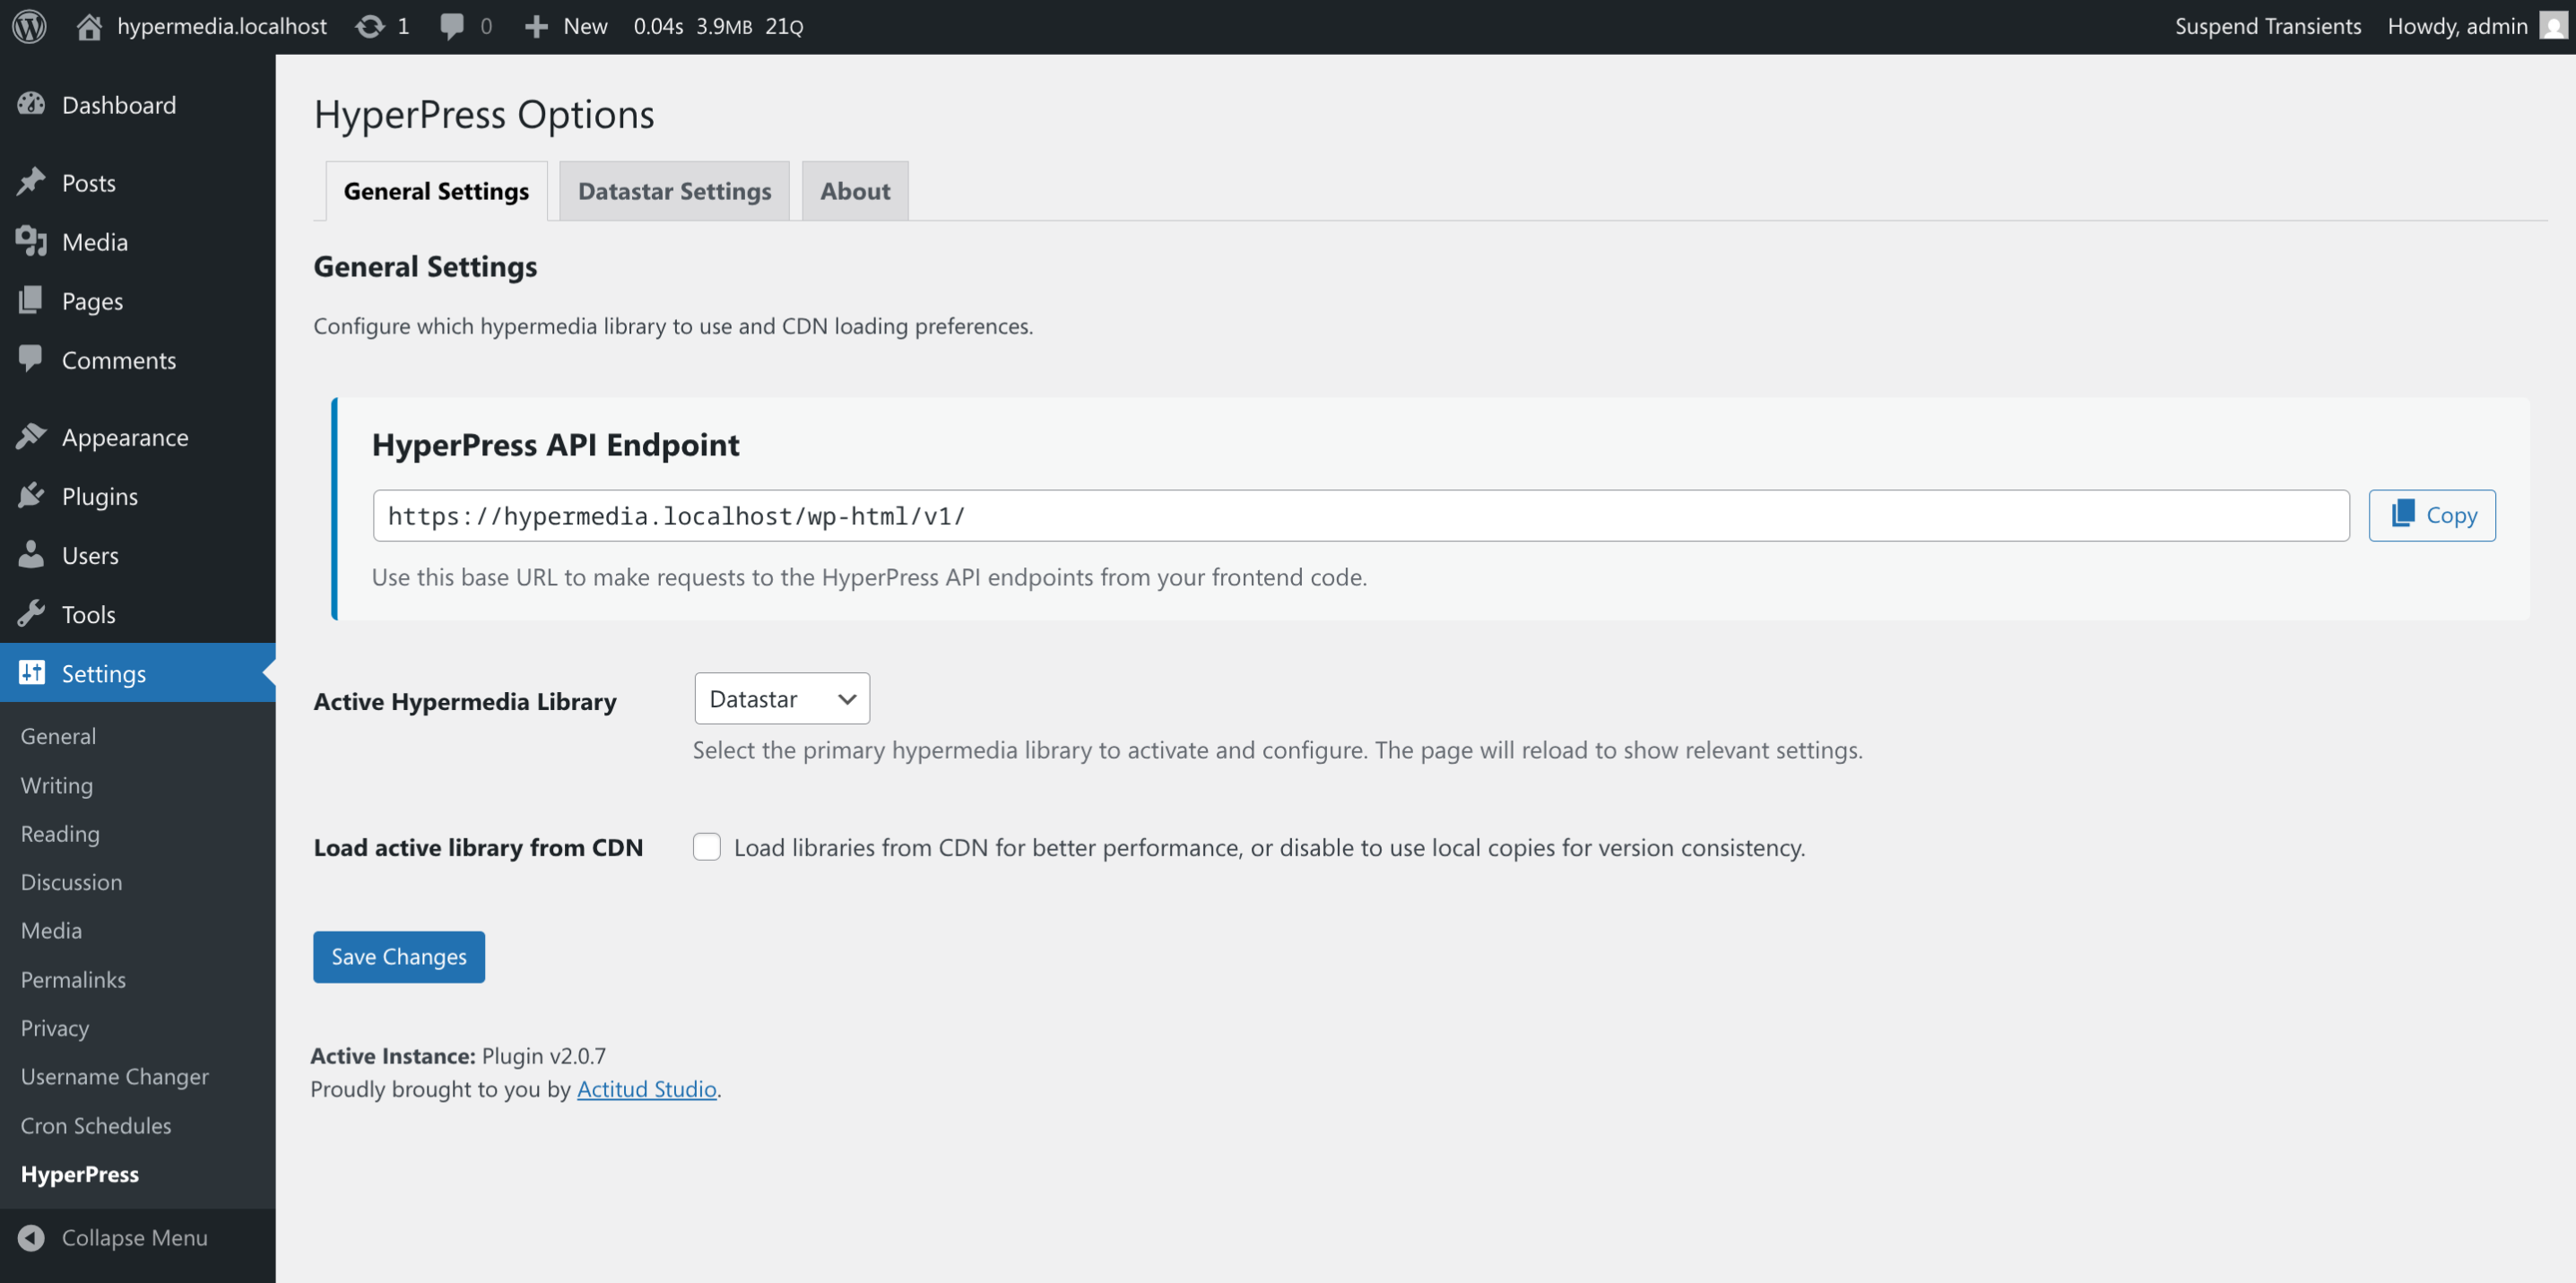 hypermedia.localhost 1 0 New 0.04s 3.9MB 21Q Suspend Transients Howdy, admin
Dashboard
Posts
Media
Pages
Comments
Appearance
Plugins
Users
Tools
Settings
General
Writing
Reading
Discussion
Media
Permalinks
Privacy
Username Changer
Cron Schedules
HyperPress
Collapse Menu
HyperPress Options
General Settings Datastar Settings About
General Settings
Configure which hypermedia library to use and CDN loading preferences.
HyperPress API Endpoint
https://hypermedia.localhost/wp-html/v1/ Copy
Use this base URL to make requests to the HyperPress API endpoints from your frontend code.
Active Hypermedia Library Datastar
Select the primary hypermedia library to activate and configure. The page will reload to show relevant settings.
Load active library from CDN Load libraries from CDN for better performance, or disable to use local copies for version consistency.
Save Changes
Active Instance: Plugin v2.0.7
Proudly brought to you by Actitud Studio.